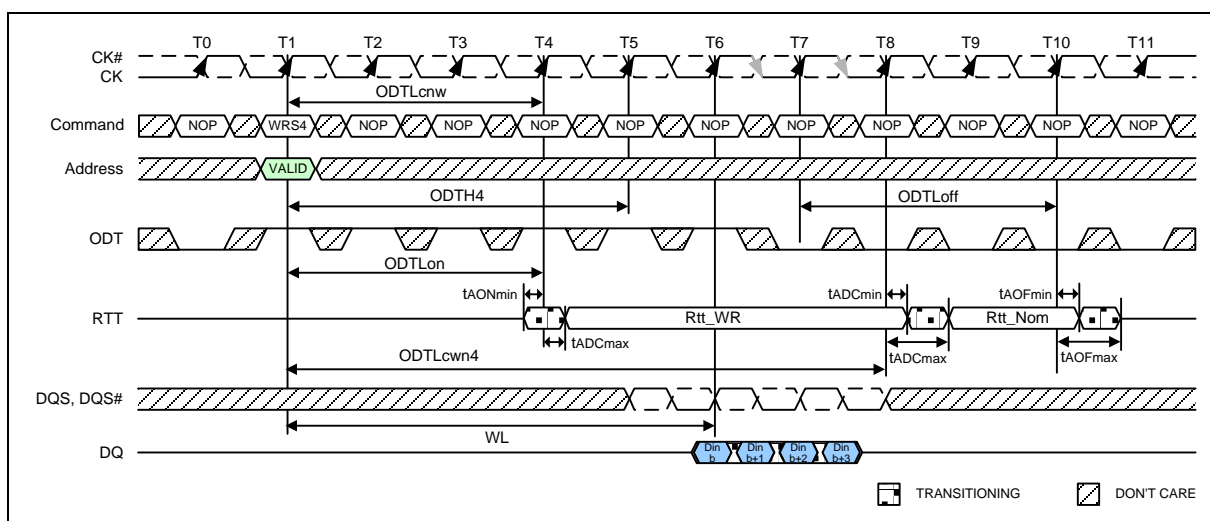 T0 T1 T2 T3 T4 T5 T6 T7 T8 T9 T10 T11
CK#
CK
ODTLcnw
Command NOP WRS4 NOP NOP NOP NOP NOP NOP NOP NOP NOP NOP
Address VALID
ODTH4 ODTLoff
ODT
ODTLon
tAONmin tADCmin tAOFmin
RTT Rtt_WR Rtt_Nom
tADCmax tADCmax tAOFmax
ODTLcwn4
DQS, DQS#
WL
DQ Din b Din b+1 Din b+2 Din b+3
TRANSITIONING DON'T CARE